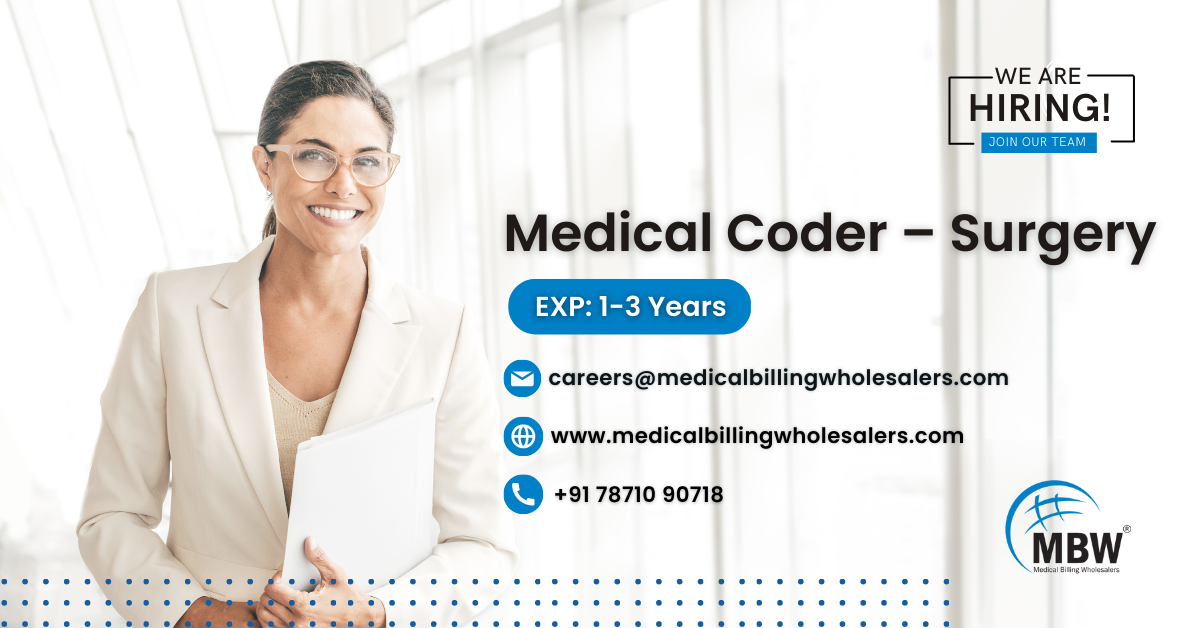 WE ARE
HIRING!
JOIN OUR TEAM
Medical Coder – Surgery
EXP: 1-3 Years
careers@medicalbillingwholesalers.com
www.medicalbillingwholesalers.com
+91 78710 90718
MBW®
Medical Billing Wholesalers